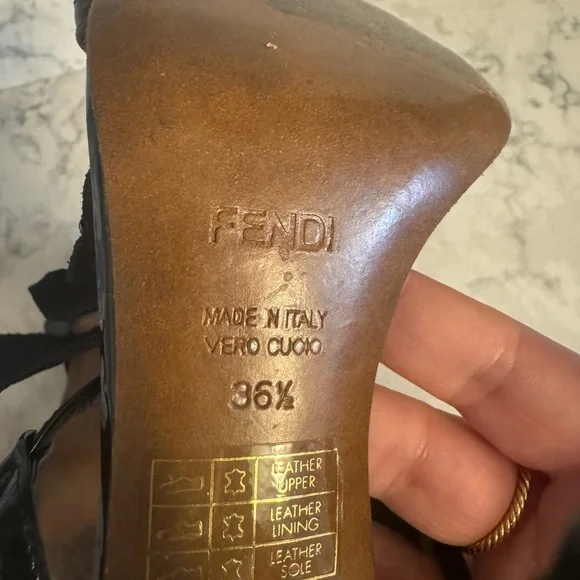 FENDI
MADE IN ITALY
VERO CUOIO
36½
LEATHER
UPPER
LEATHER
LINING
LEATHER
SOLE